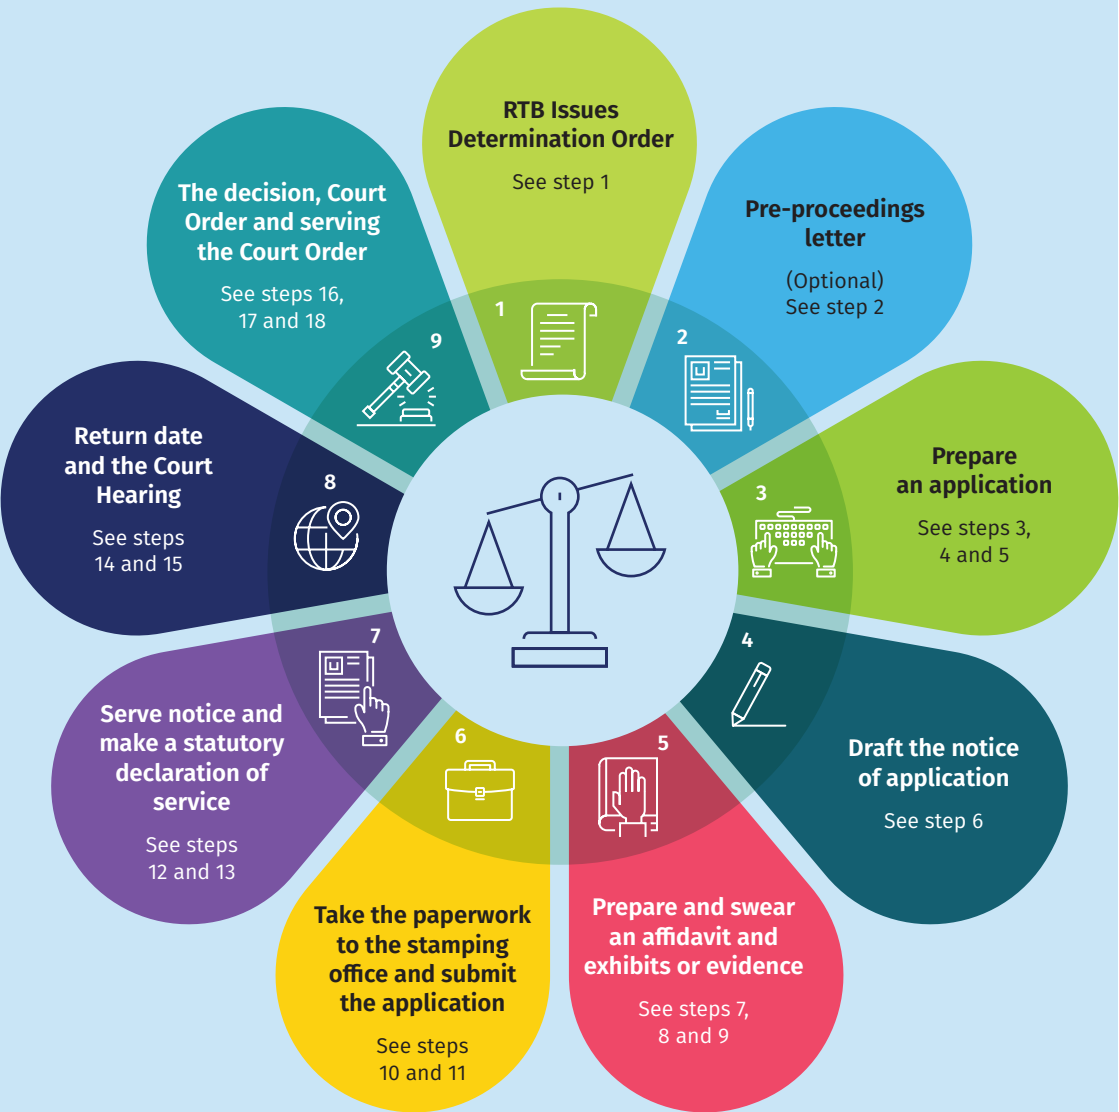 1
RTB Issues
Determination Order
See step 1
2
Pre-proceedings
letter
(Optional)
See step 2
3
Prepare
an application
See steps 3,
4 and 5
4
Draft the notice
of application
See step 6
5
Prepare and swear
an affidavit and
exhibits or evidence
See steps 7,
8 and 9
6
Take the paperwork
to the stamping
office and submit
the application
See steps
10 and 11
7
Serve notice and
make a statutory
declaration of
service
See steps
12 and 13
8
Return date
and the Court
Hearing
See steps
14 and 15
9
The decision, Court
Order and serving
the Court Order
See steps 16,
17 and 18